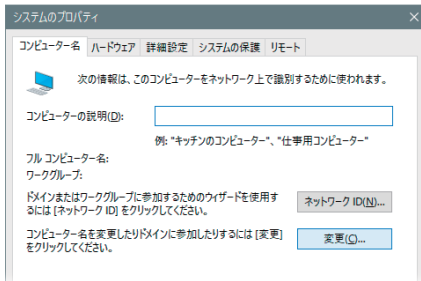 システムのプロパティ
コンピューター名 ハードウェア 詳細設定 システムの保護 リモート
次の情報は、このコンピューターをネットワーク上で識別するために使われます。
コンピューターの説明(D):
例: "キッチンのコンピューター"、"仕事用コンピューター"
フル コンピューター名:
ワークグループ:
ドメインまたはワークグループに参加するためのウィザードを使用す
るには [ネットワーク ID] をクリックしてください。
ネットワーク ID(N)...
コンピューター名を変更したりドメインに参加したりするには [変更]
をクリックしてください。
変更(C)...